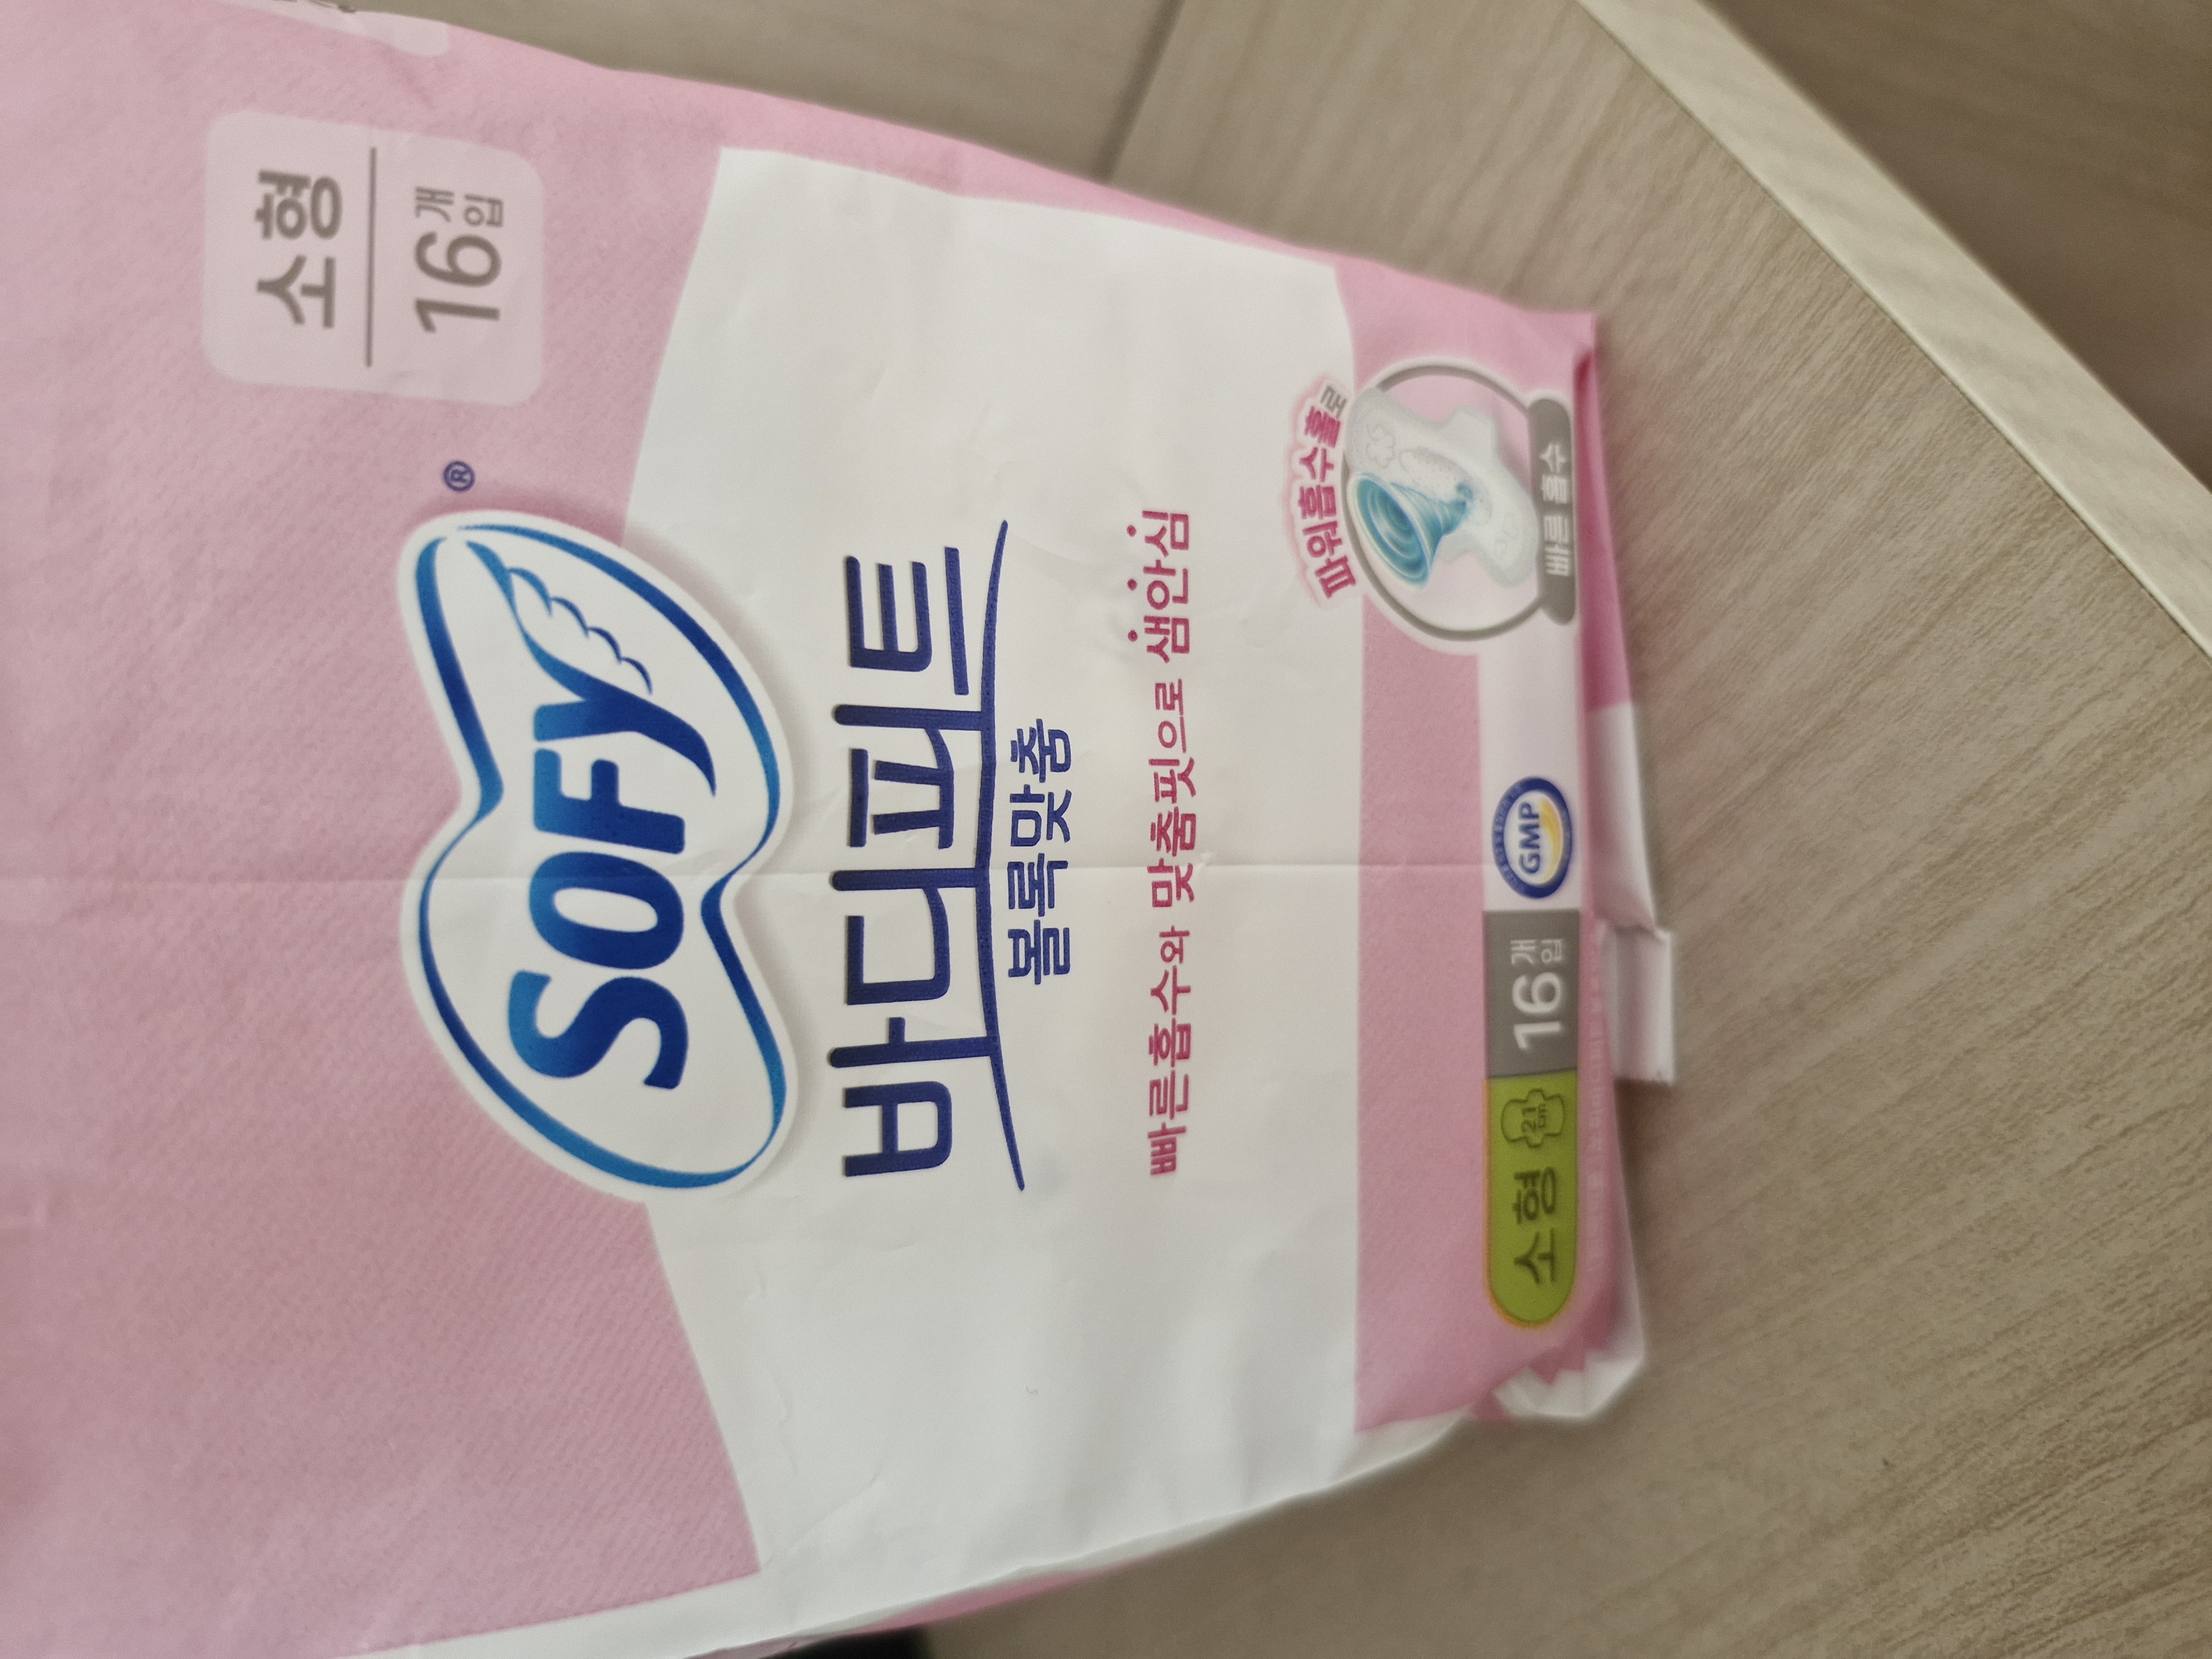 소형
16개입
®
SOFY
바디피트
볼록맞춤
빠른흡수와 맞춤핏으로 샘안심
파워흡수홀로
빠른 흡수
소형 21cm 16개입 GMP